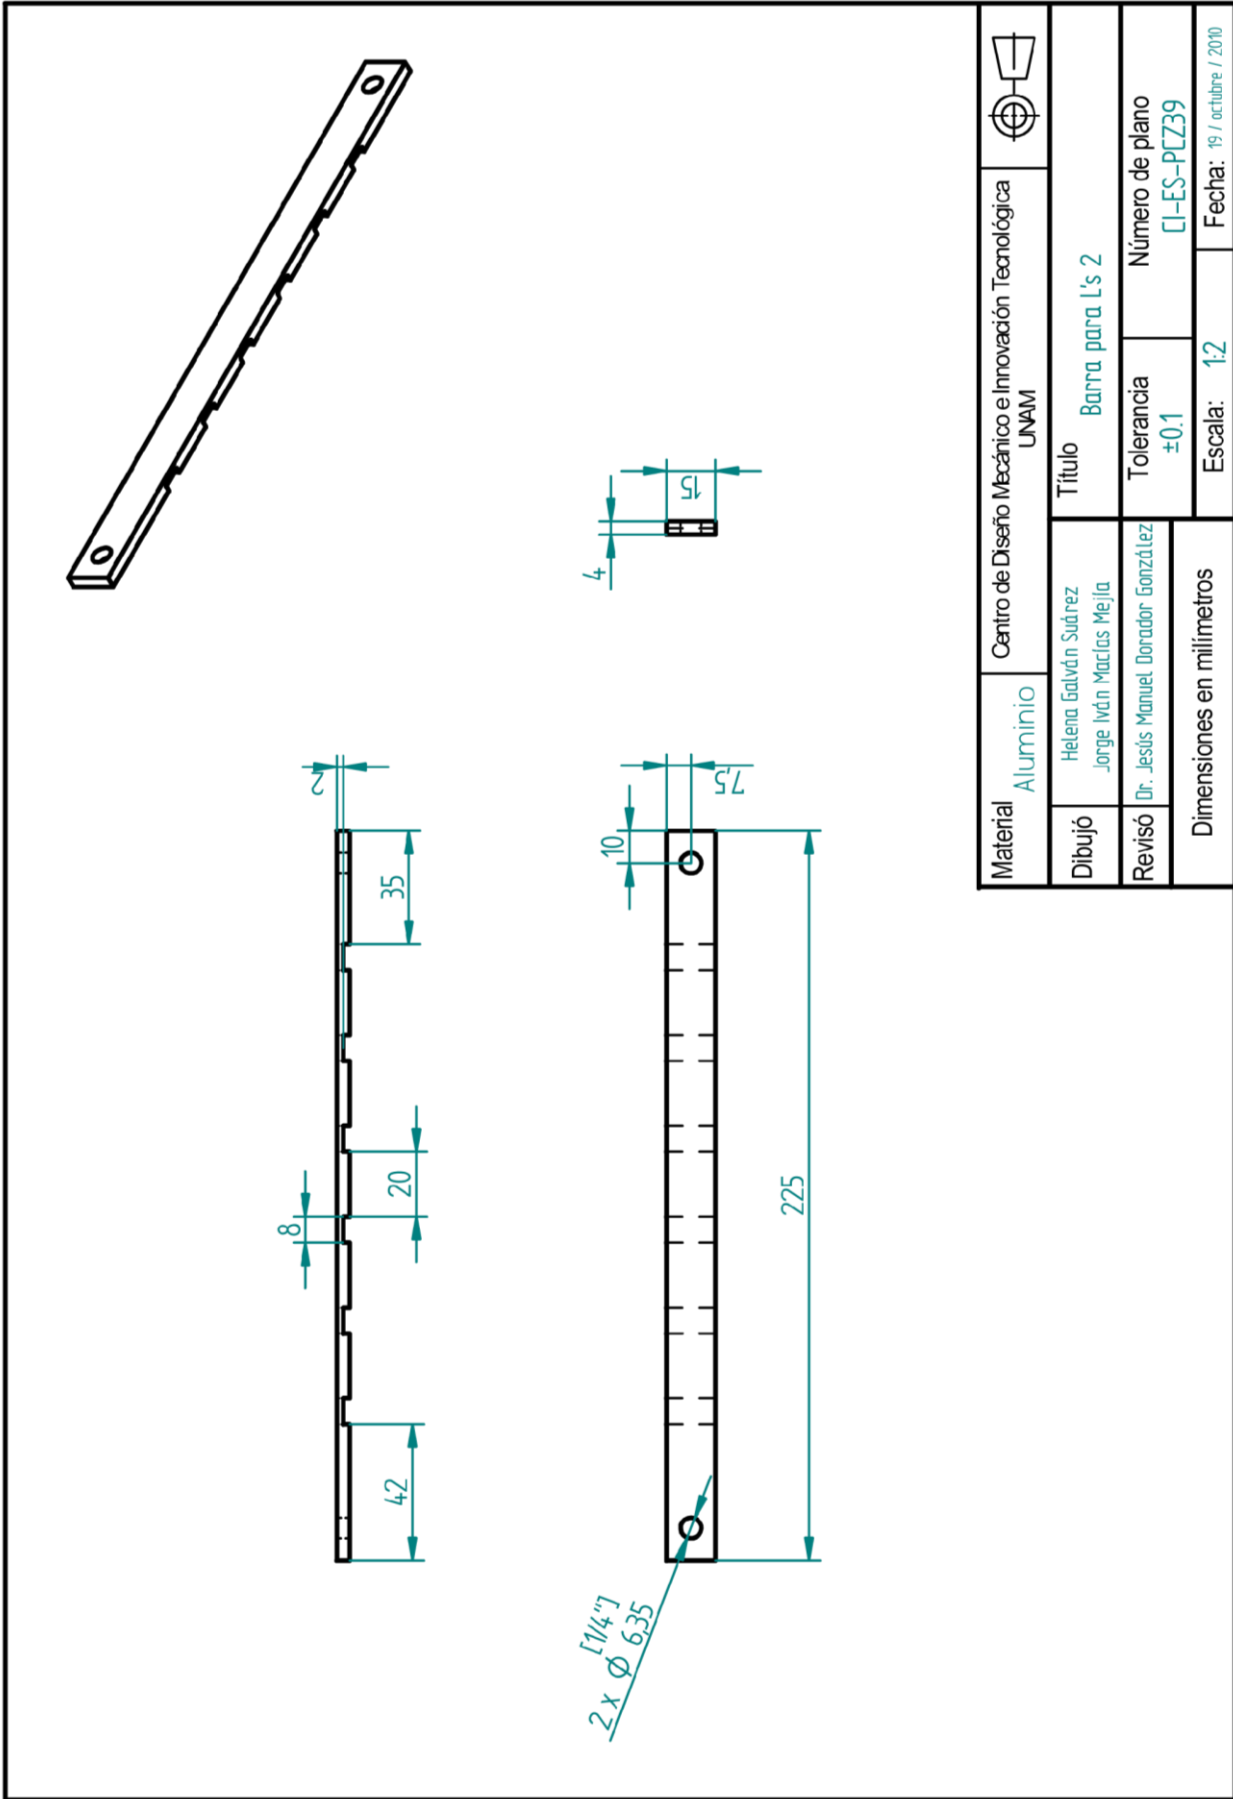 [1/4"]
2 x Ø 6,35
42
8
20
35
2
225
10
7,5
4
15
Material
Aluminio
Centro de Diseño Mecánico e Innovación Tecnológica
UNAM
Dibujó
Helena Galván Suárez
Jorge Iván Macías Mejía
Título
Barra para L's 2
Revisó
Dr. Jesús Manuel Dorador González
Tolerancia
±0.1
Número de plano
CI-ES-PCZ39
Dimensiones en milímetros
Escala: 1:2
Fecha: 19 / octubre / 2010